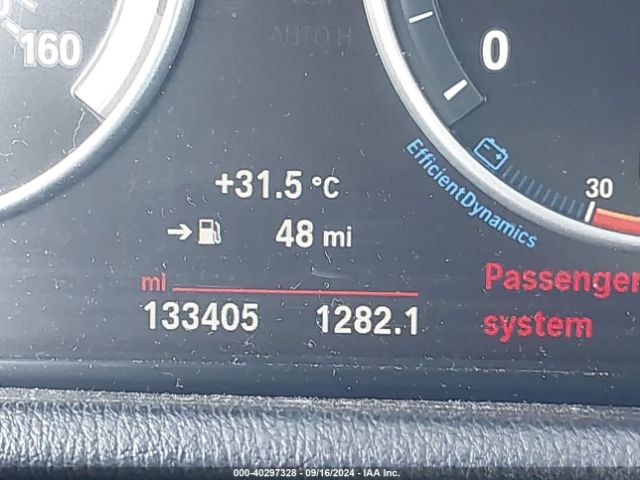 160
AUTO H
0
EfficientDynamics
30
+31.5 °C
→ 48 mi
mi
133405 1282.1
Passenger
system
000-40297328 - 09/16/2024 - IAA Inc.